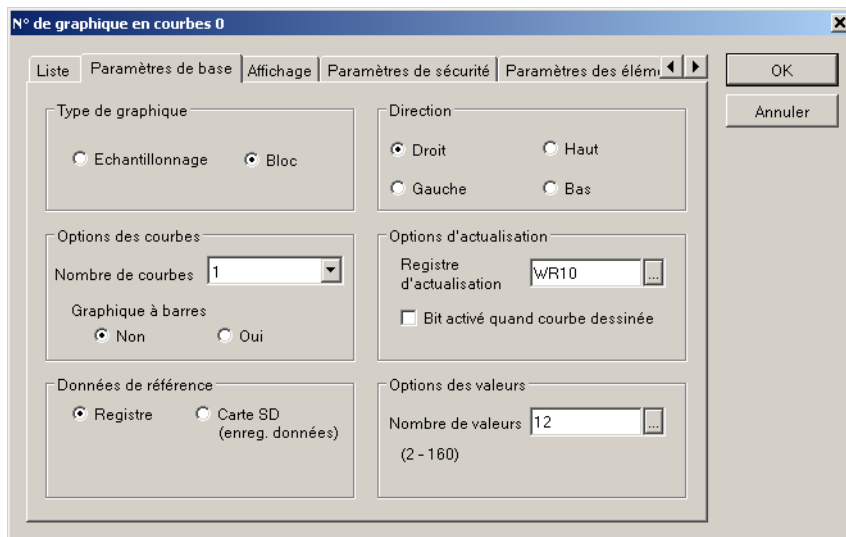 N° de graphique en courbes 0
Liste
Paramètres de base
Affichage
Paramètres de sécurité
Paramètres des élém
OK
Annuler
Type de graphique
Echantillonnage
Bloc
Direction
Droit
Haut
Gauche
Bas
Options des courbes
Nombre de courbes
1
Graphique à barres
Non
Oui
Options d'actualisation
Registre
d'actualisation
WR10
...
Bit activé quand courbe dessinée
Données de référence
Registre
Carte SD
(enreg. données)
Options des valeurs
Nombre de valeurs
12
...
(2 - 160)